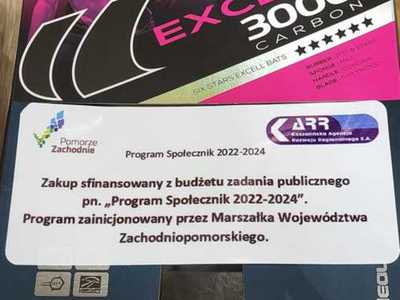 EXCE
3000
CARBON
SIX STARS EXCELL BATS
Pomorze
Zachodnie
ARR
Koszalińska Agencja
Rozwoju Regionalnego S.A.
Program Społecznik 2022-2024
Zakup sfinansowany z budżetu zadania publicznego
pn. „Program Społecznik 2022-2024”.
Program zainicjonowany przez Marszałka Województwa
Zachodniopomorskiego.